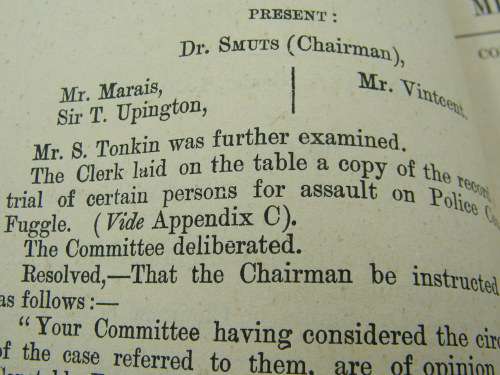 PRESENT:
Dr. SMUTS (Chairman),
Mr. Marais,
Sir T. Upington,
Mr. Vintcent.
Mr. S. Tonkin was further examined.
The Clerk laid on the table a copy of the record
trial of certain persons for assault on Police
Fuggle. (Vide Appendix C).
The Committee deliberated.
Resolved,—That the Chairman be instructed
as follows:—
"Your Committee having considered the
of the case referred to them, are of opinion